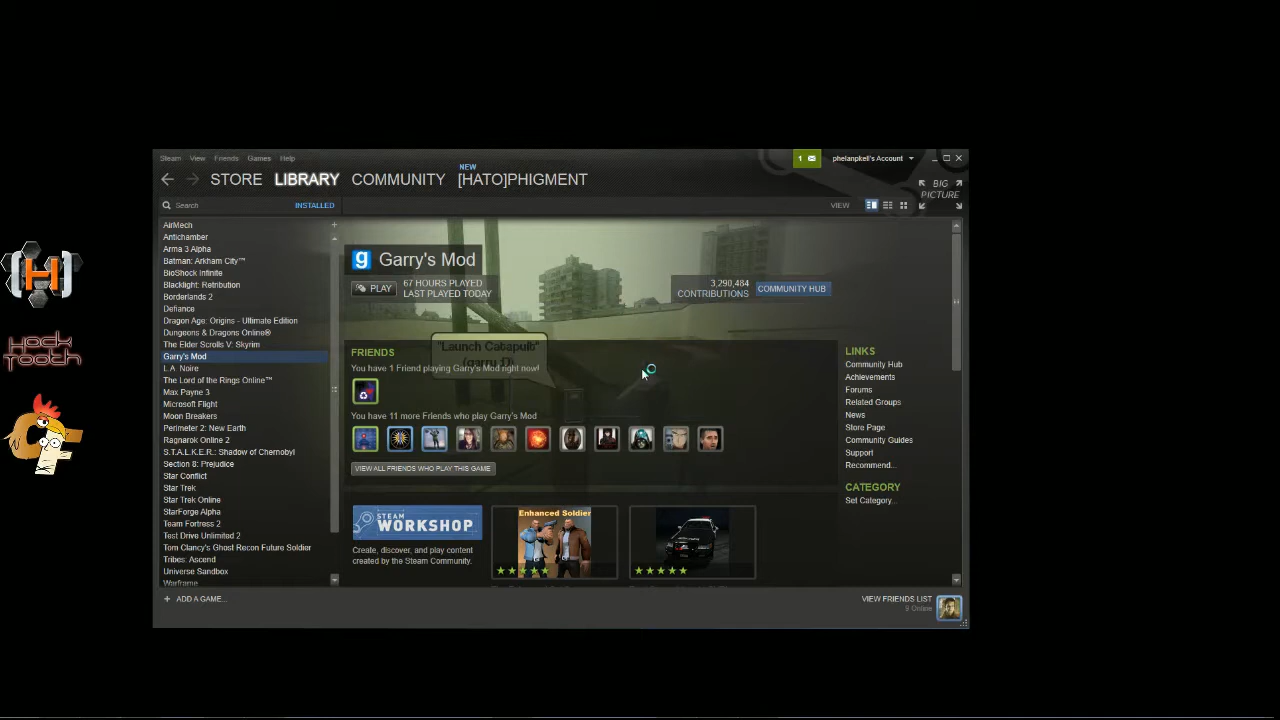 Steam View Friends Games Help
1
phelanpkell's Account
NEW
STORE LIBRARY COMMUNITY [HATO]PHIGMENT
BIG PICTURE
Search
INSTALLED
VIEW
AirMech
Antichamber
Arma 3 Alpha
Batman: Arkham City™
BioShock Infinite
Blacklight: Retribution
Borderlands 2
Defiance
Dragon Age: Origins - Ultimate Edition
Dungeons & Dragons Online®
The Elder Scrolls V: Skyrim
Garry's Mod
L.A. Noire
The Lord of the Rings Online™
Max Payne 3
Microsoft Flight
Moon Breakers
Perimeter 2: New Earth
Ragnarok Online 2
S.T.A.L.K.E.R.: Shadow of Chernobyl
Section 8: Prejudice
Star Conflict
Star Trek
Star Trek Online
StarForge Alpha
Team Fortress 2
Test Drive Unlimited 2
Tom Clancy's Ghost Recon Future Soldier
Tribes: Ascend
Universe Sandbox
Warframe
+ ADD A GAME...
g Garry's Mod
PLAY
67 HOURS PLAYED
LAST PLAYED TODAY
3,290,484
CONTRIBUTIONS
COMMUNITY HUB
"Launch Catapult"
FRIENDS
You have 1 Friend playing Garry's Mod right now!
You have 11 more Friends who play Garry's Mod
VIEW ALL FRIENDS WHO PLAY THIS GAME
STEAM
WORKSHOP
Create, discover, and play content
created by the Steam Community.
Enhanced Soldier
LINKS
Community Hub
Achievements
Forums
Related Groups
News
Store Page
Community Guides
Support
Recommend...
CATEGORY
Set Category...
VIEW FRIENDS LIST
9 Online
H
Hock
Tooth